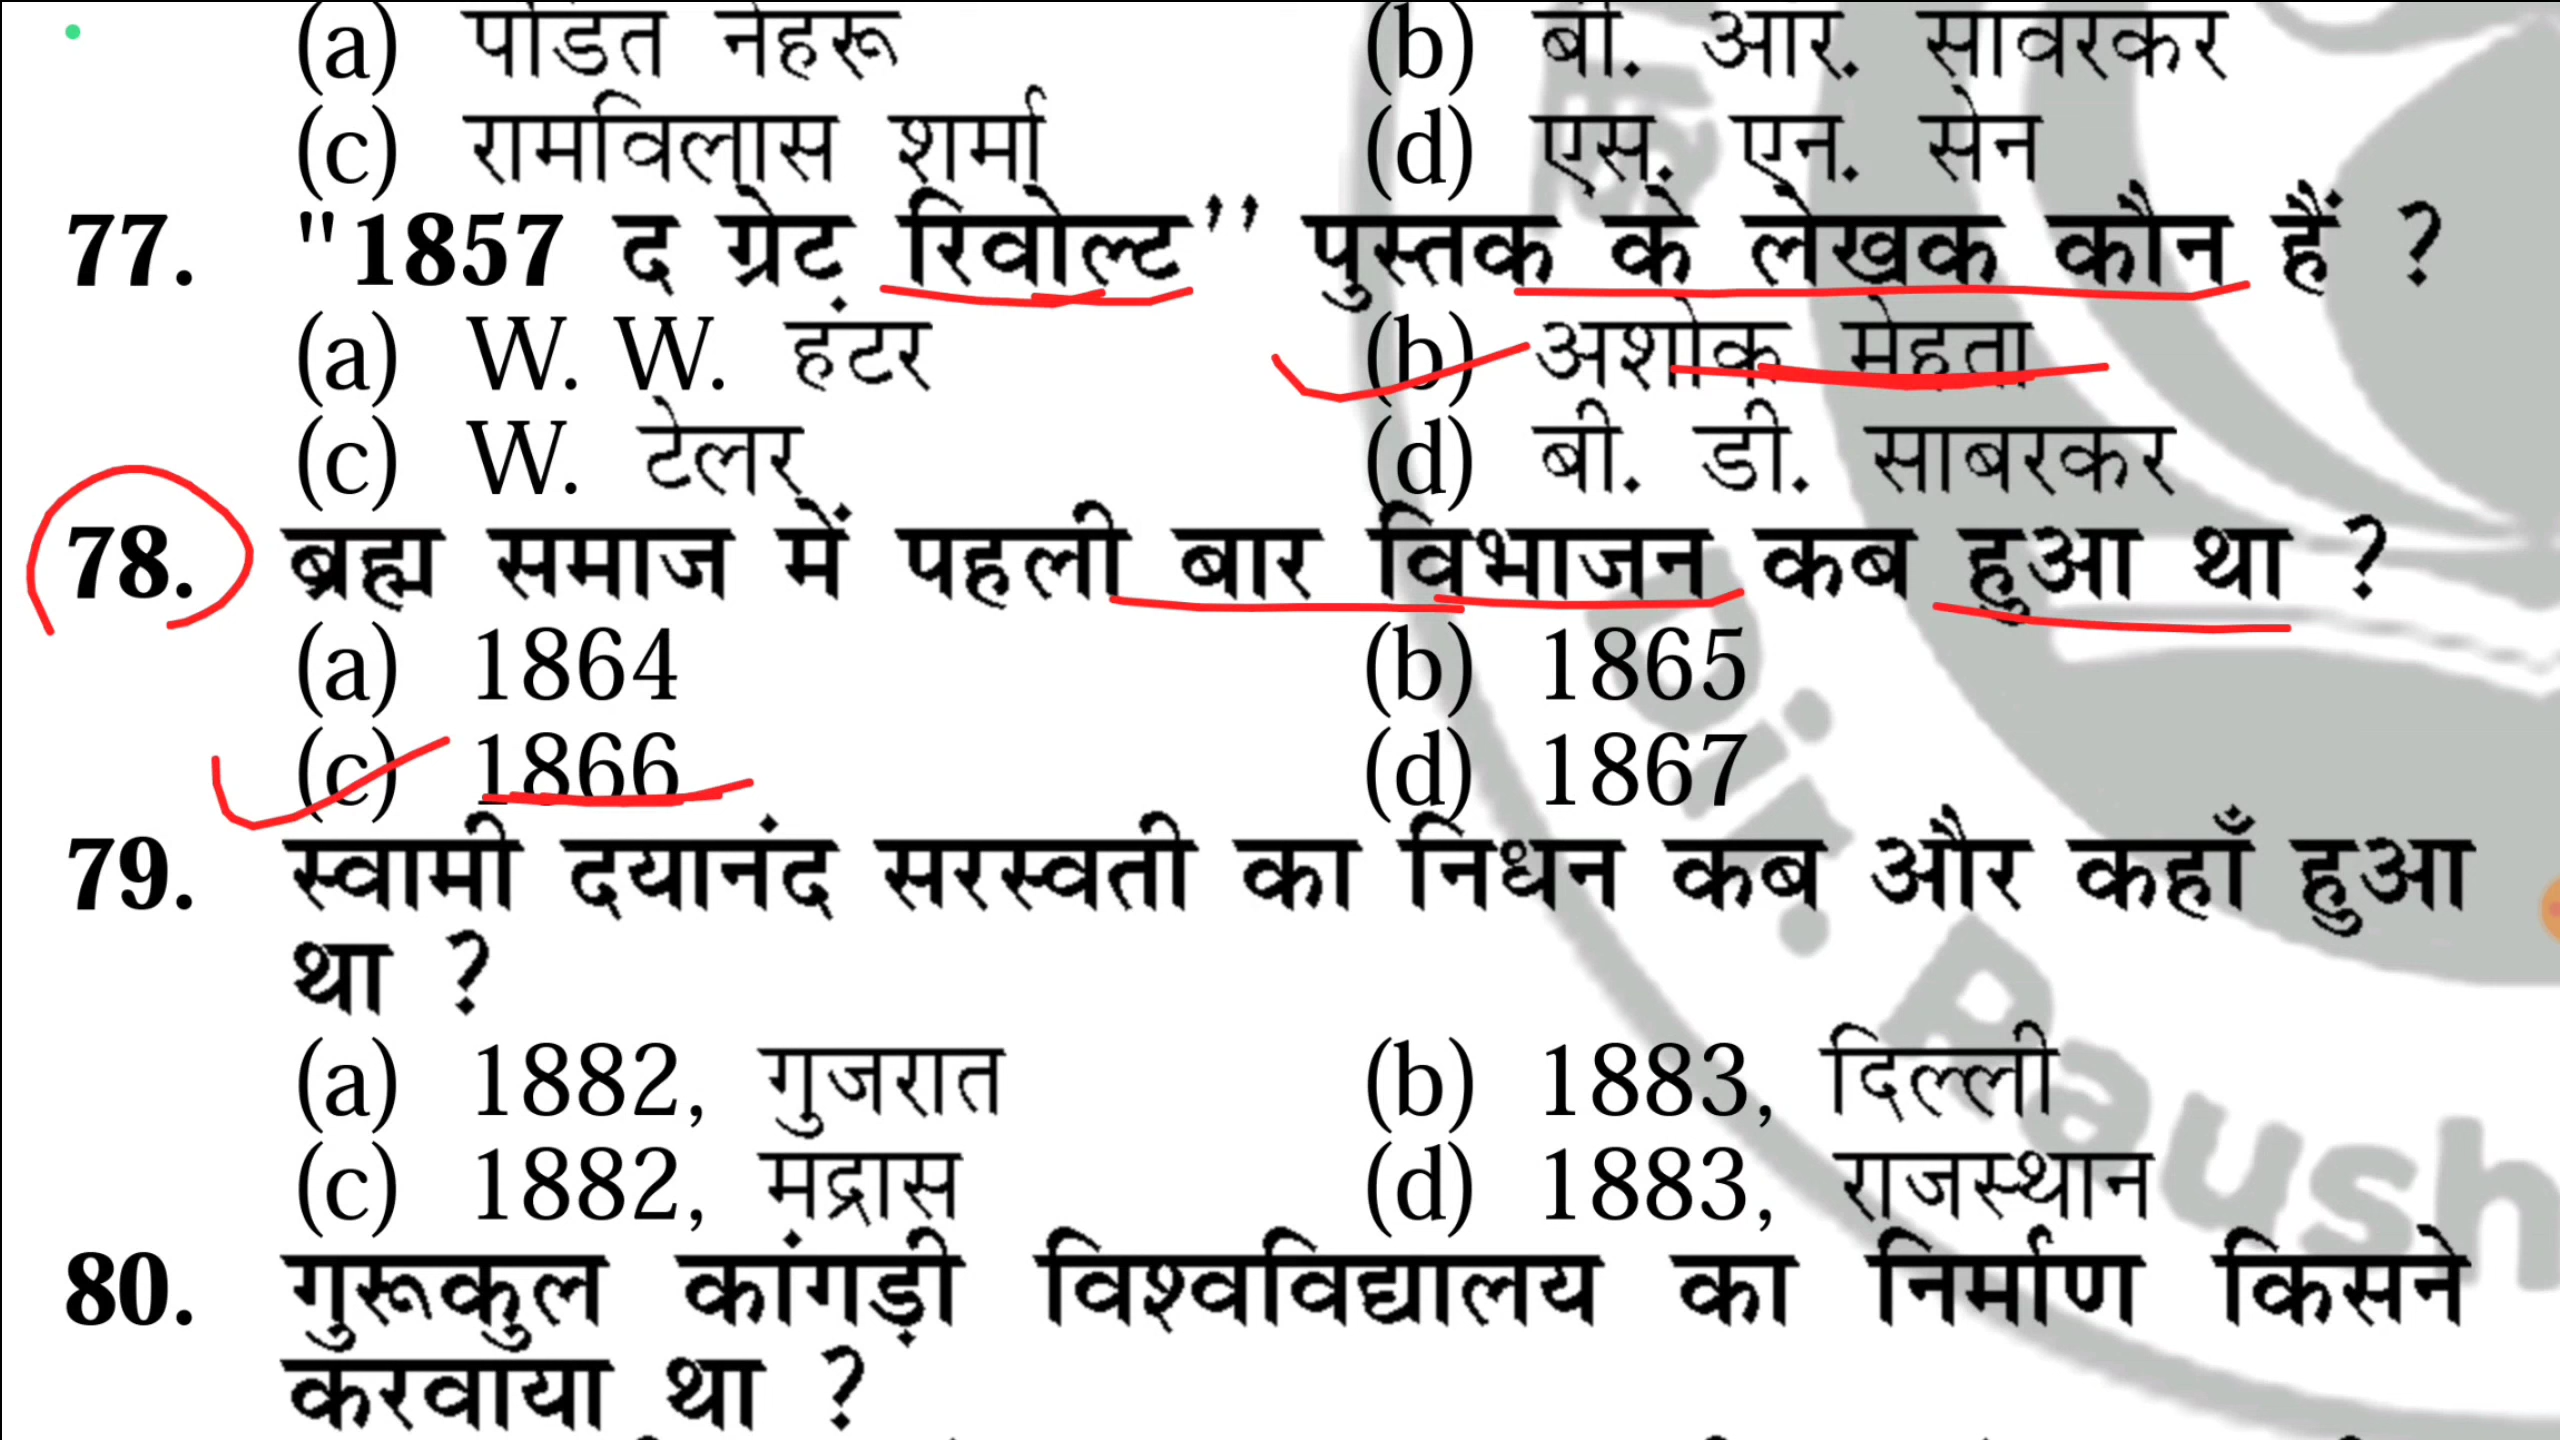 (a) पंडित नेहरू (b) बी. आर. सावरकर
(c) रामविलास शर्मा (d) एस. एन. सेन
77. "1857 द ग्रेट रिवोल्ट’’ पुस्तक के लेखक कौन हैं ?
(a) W. W. हंटर (b) अशोक मेहता
(c) W. टेलर (d) बी. डी. साबरकर
78. ब्रह्म समाज में पहली बार विभाजन कब हुआ था ?
(a) 1864 (b) 1865
(c) 1866 (d) 1867
79. स्वामी दयानंद सरस्वती का निधन कब और कहाँ हुआ
था ?
(a) 1882, गुजरात (b) 1883, दिल्ली
(c) 1882, मद्रास (d) 1883, राजस्थान
80. गुरूकुल कांगड़ी विश्वविद्यालय का निर्माण किसने
करवाया था ?